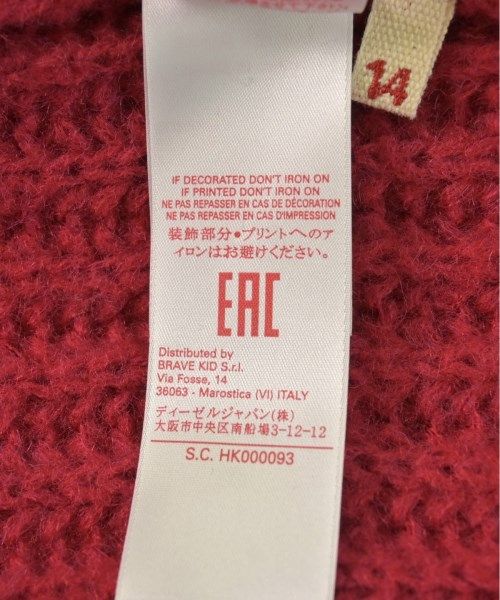 14
IF DECORATED DON'T IRON ON
IF PRINTED DON'T IRON ON
NE PAS REPASSER EN CAS DE DÉCORATION
NE PAS REPASSER EN CAS D'IMPRESSION
装飾部分●プリントへのア
イロンはお避けください。
EAC
Distributed by
BRAVE KID S.r.l.
Via Fosse, 14
36063 - Marostica (VI) ITALY
ディーゼルジャパン(株)
大阪市中央区南船場3-12-12
S.C. HK000093